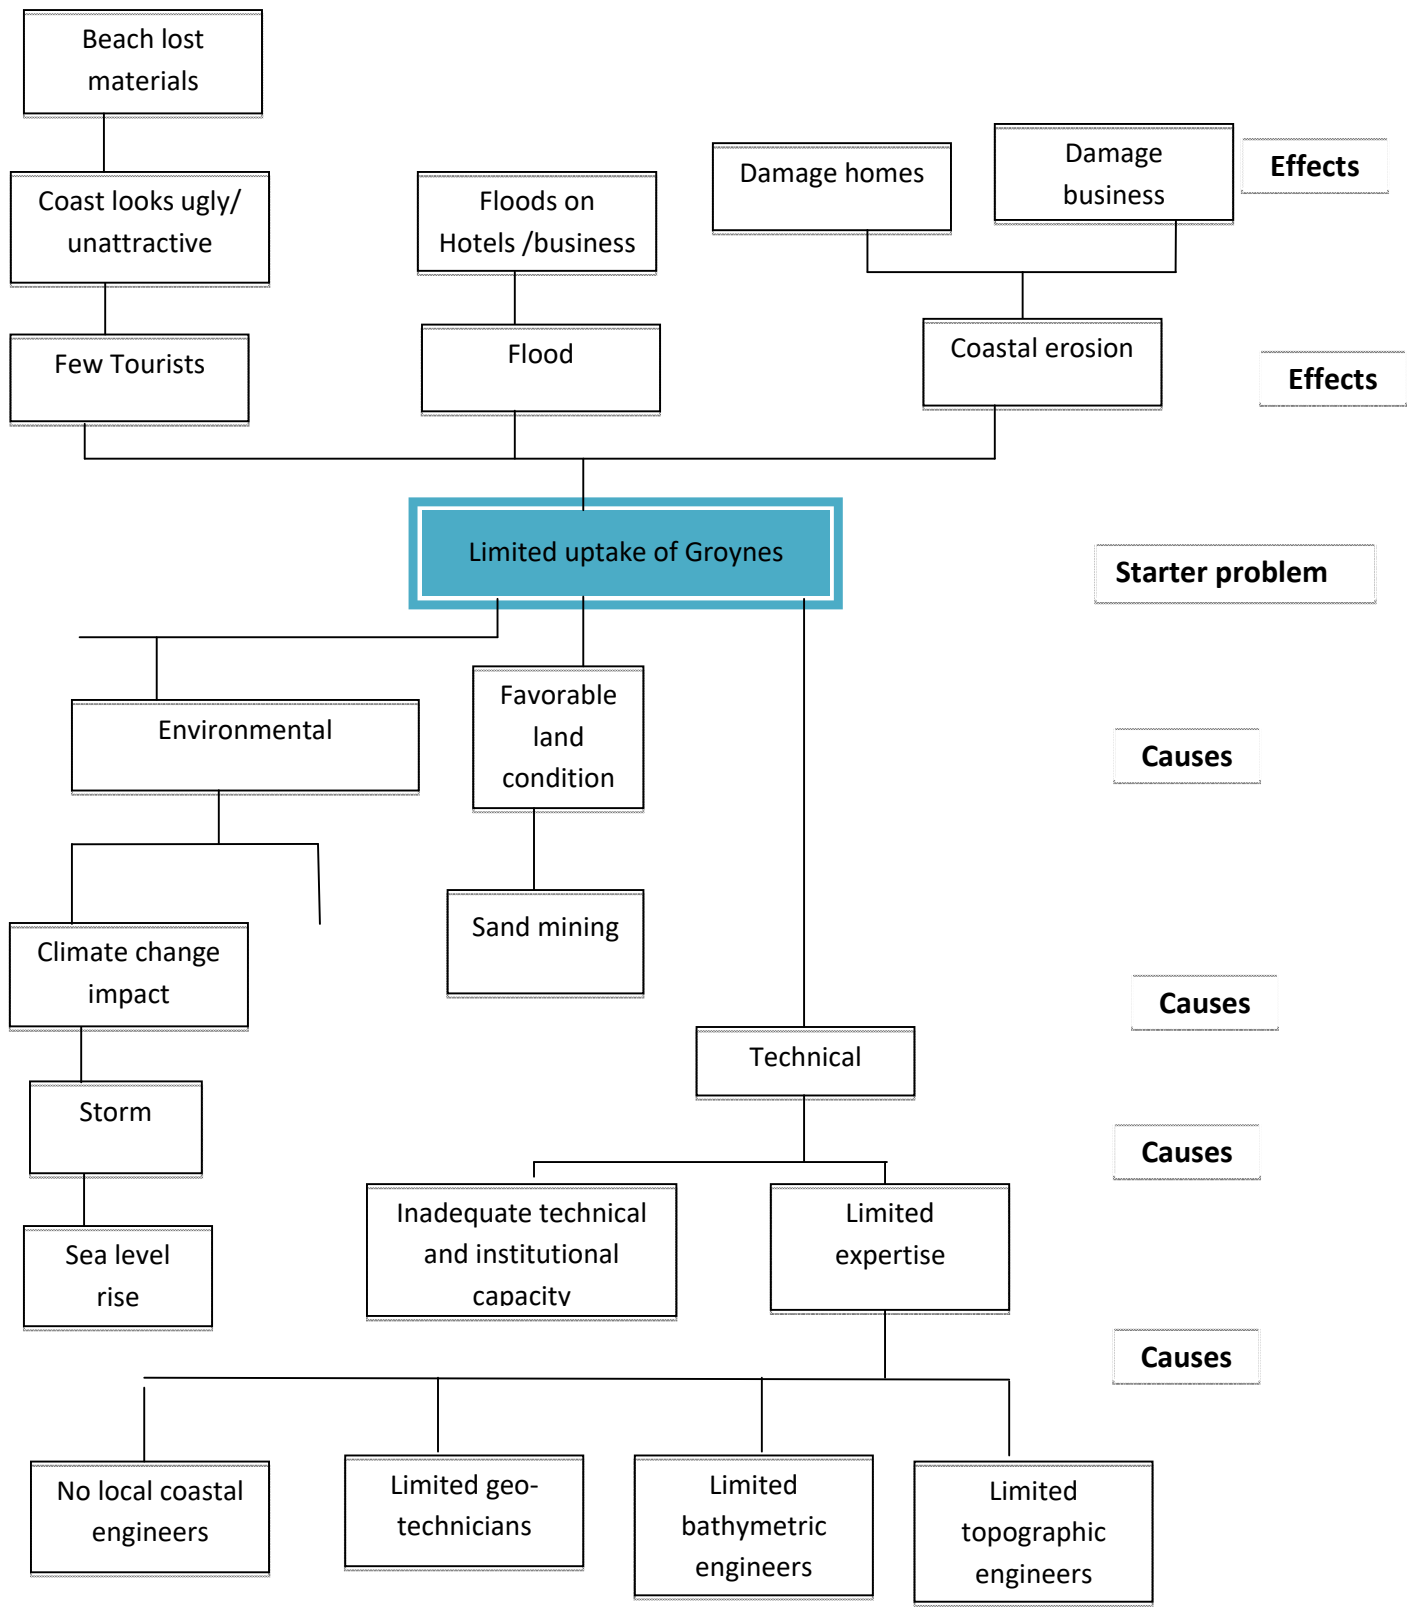 Beach lost
materials
Damage homes
Damage
business
Effects
Coast looks ugly/
unattractive
Floods on
Hotels /business
Few Tourists
Flood
Coastal erosion
Effects
Limited uptake of Groynes
Starter problem
Environmental
Favorable
land
condition
Causes
Climate change
impact
Sand mining
Causes
Technical
Storm
Causes
Inadequate technical
and institutional
capacity
Limited
expertise
Sea level
rise
Causes
No local coastal
engineers
Limited geo-
technicians
Limited
bathymetric
engineers
Limited
topographic
engineers